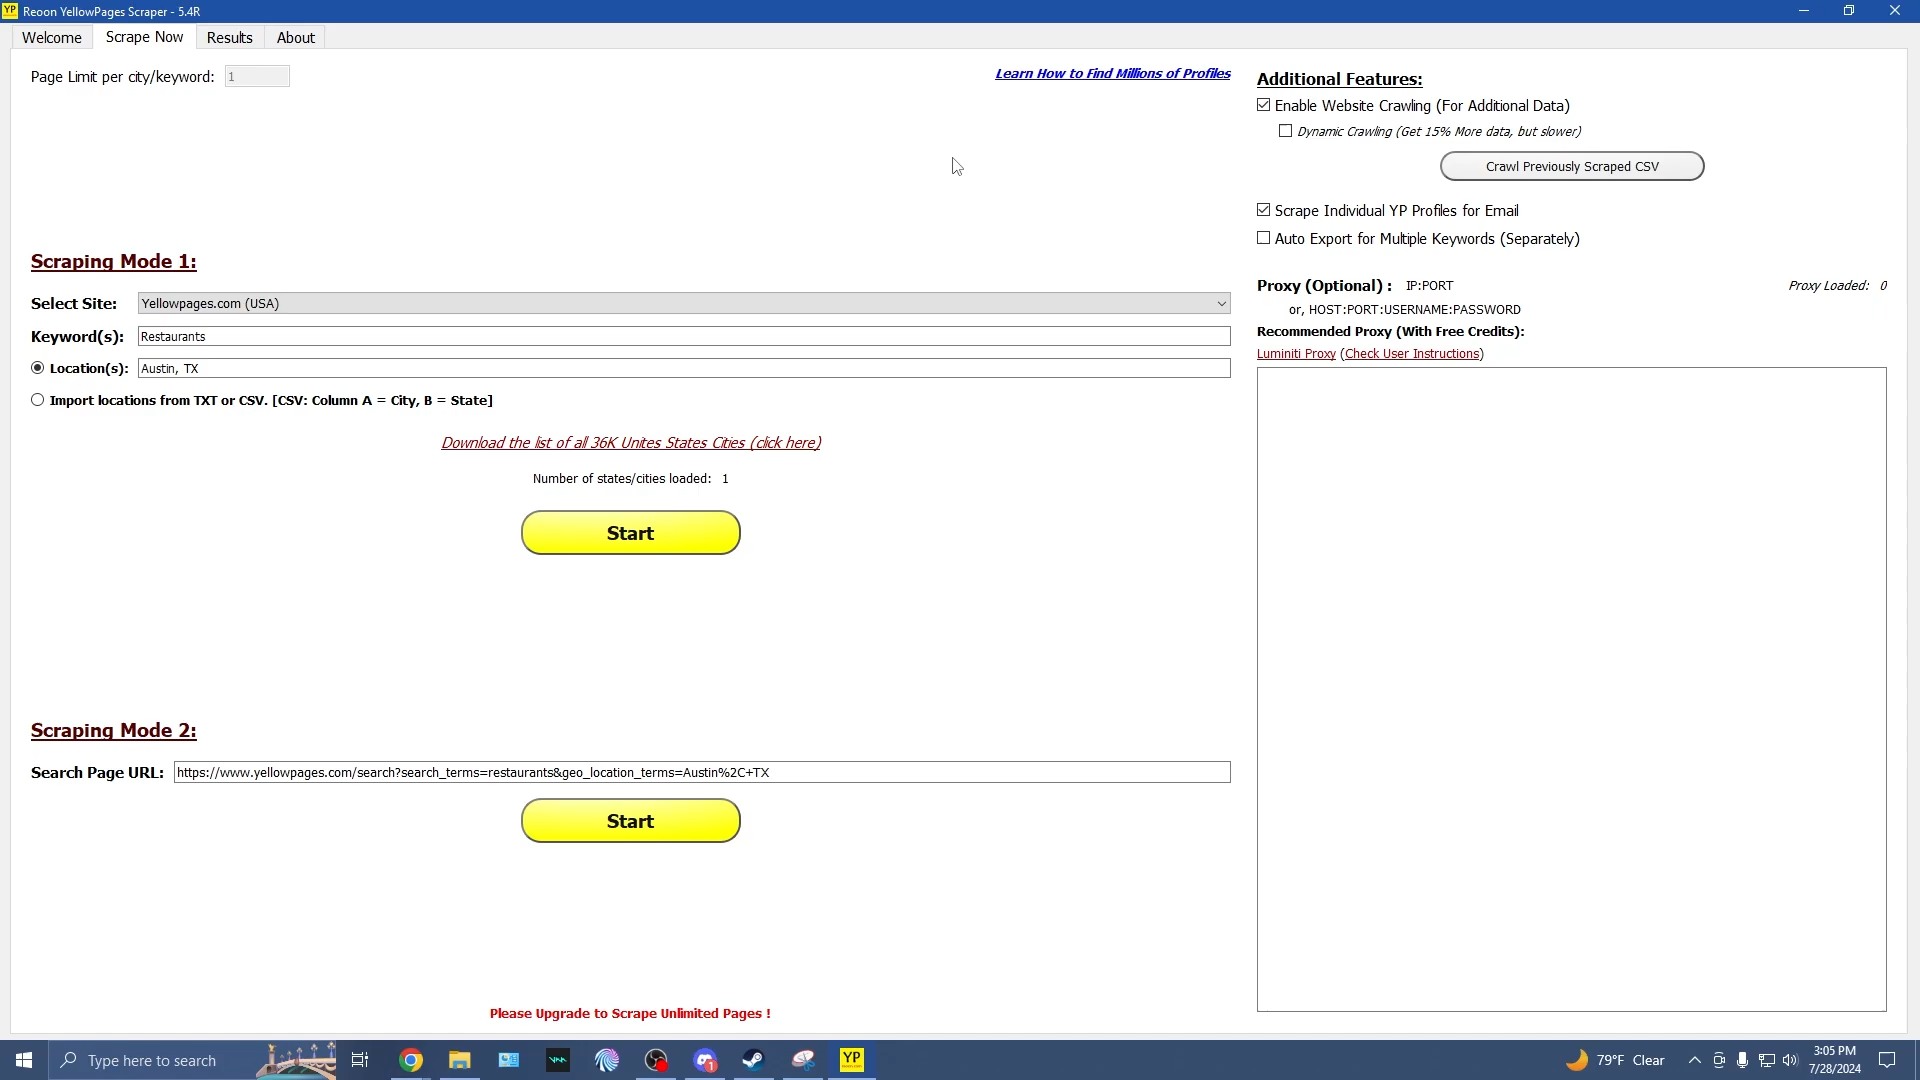 YP Reoon YellowPages Scraper - 5.4R
Welcome Scrape Now Results About
Page Limit per city/keyword: 1
Learn How to Find Millions of Profiles
Scraping Mode 1:
Select Site: Yellowpages.com (USA)
Keyword(s): Restaurants
Location(s): Austin, TX
Import locations from TXT or CSV. [CSV: Column A = City, B = State]
Download the list of all 36K Unites States Cities (click here)
Number of states/cities loaded: 1
Start
Scraping Mode 2:
Search Page URL: https://www.yellowpages.com/search?search_terms=restaurants&geo_location_terms=Austin%2C+TX
Start
Please Upgrade to Scrape Unlimited Pages !
Additional Features:
Enable Website Crawling (For Additional Data)
Dynamic Crawling (Get 15% More data, but slower)
Crawl Previously Scraped CSV
Scrape Individual YP Profiles for Email
Auto Export for Multiple Keywords (Separately)
Proxy (Optional) : IP:PORT Proxy Loaded: 0
or, HOST:PORT:USERNAME:PASSWORD
Recommended Proxy (With Free Credits):
Luminiti Proxy (Check User Instructions)
Type here to search
1
YP
79°F Clear
3:05 PM
7/28/2024